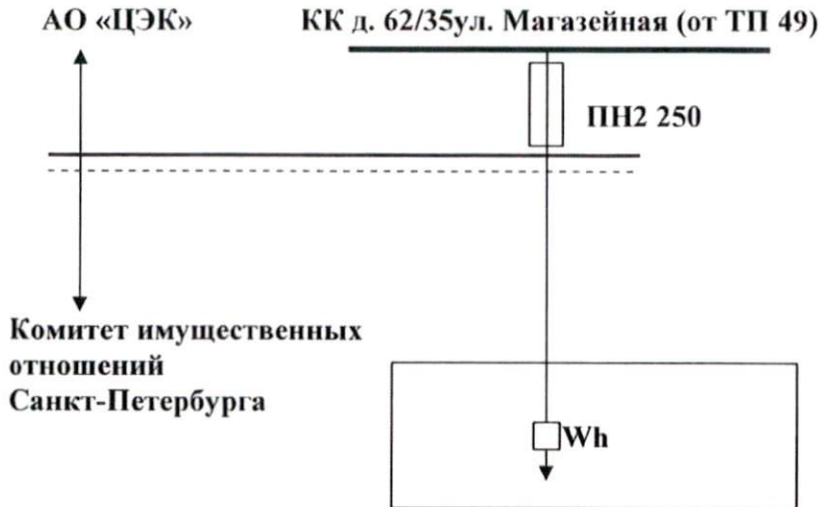 АО «ЦЭК»
КК д. 62/35ул. Магазейная (от ТП 49)
ПН2 250
Комитет имущественных
отношений
Санкт-Петербурга
Wh